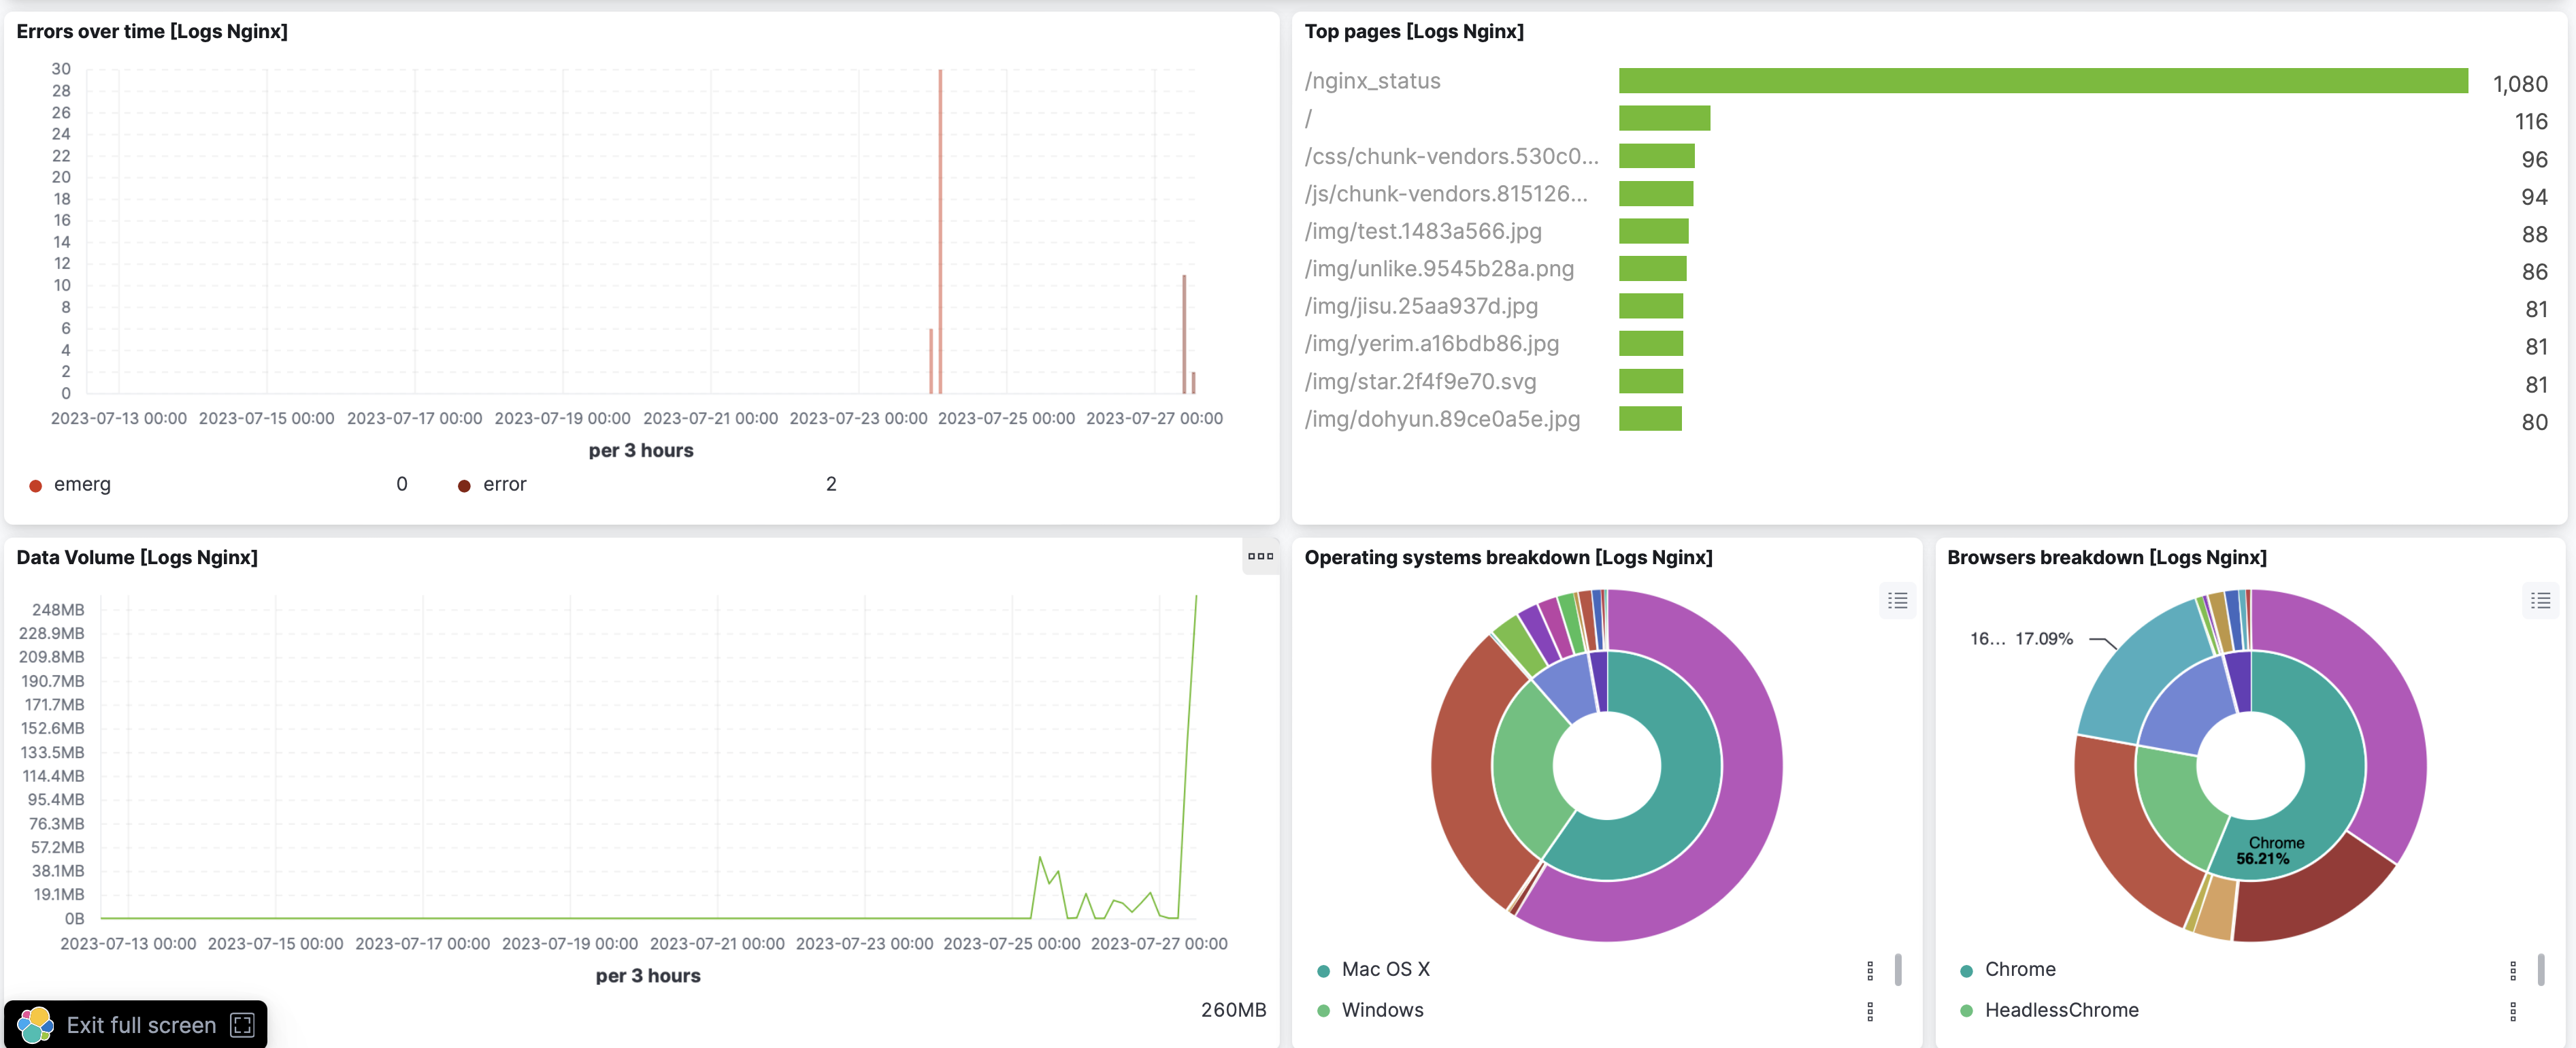 Errors over time [Logs Nginx]
30
28
26
24
22
20
18
16
14
12
10
8
6
4
2
0
2023-07-13 00:00 2023-07-15 00:00 2023-07-17 00:00 2023-07-19 00:00 2023-07-21 00:00 2023-07-23 00:00 2023-07-25 00:00 2023-07-27 00:00
per 3 hours
emerg 0 error 2
Top pages [Logs Nginx]
/nginx_status 1,080
/ 116
/css/chunk-vendors.530c0... 96
/js/chunk-vendors.815126... 94
/img/test.1483a566.jpg 88
/img/unlike.9545b28a.png 86
/img/jisu.25aa937d.jpg 81
/img/yerim.a16bdb86.jpg 81
/img/star.2f4f9e70.svg 81
/img/dohyun.89ce0a5e.jpg 80
Data Volume [Logs Nginx]
248MB
228.9MB
209.8MB
190.7MB
171.7MB
152.6MB
133.5MB
114.4MB
95.4MB
76.3MB
57.2MB
38.1MB
19.1MB
0B
2023-07-13 00:00 2023-07-15 00:00 2023-07-17 00:00 2023-07-19 00:00 2023-07-21 00:00 2023-07-23 00:00 2023-07-25 00:00 2023-07-27 00:00
per 3 hours
260MB
Exit full screen
Operating systems breakdown [Logs Nginx]
Mac OS X
Windows
Browsers breakdown [Logs Nginx]
16... 17.09%
Chrome
56.21%
Chrome
HeadlessChrome